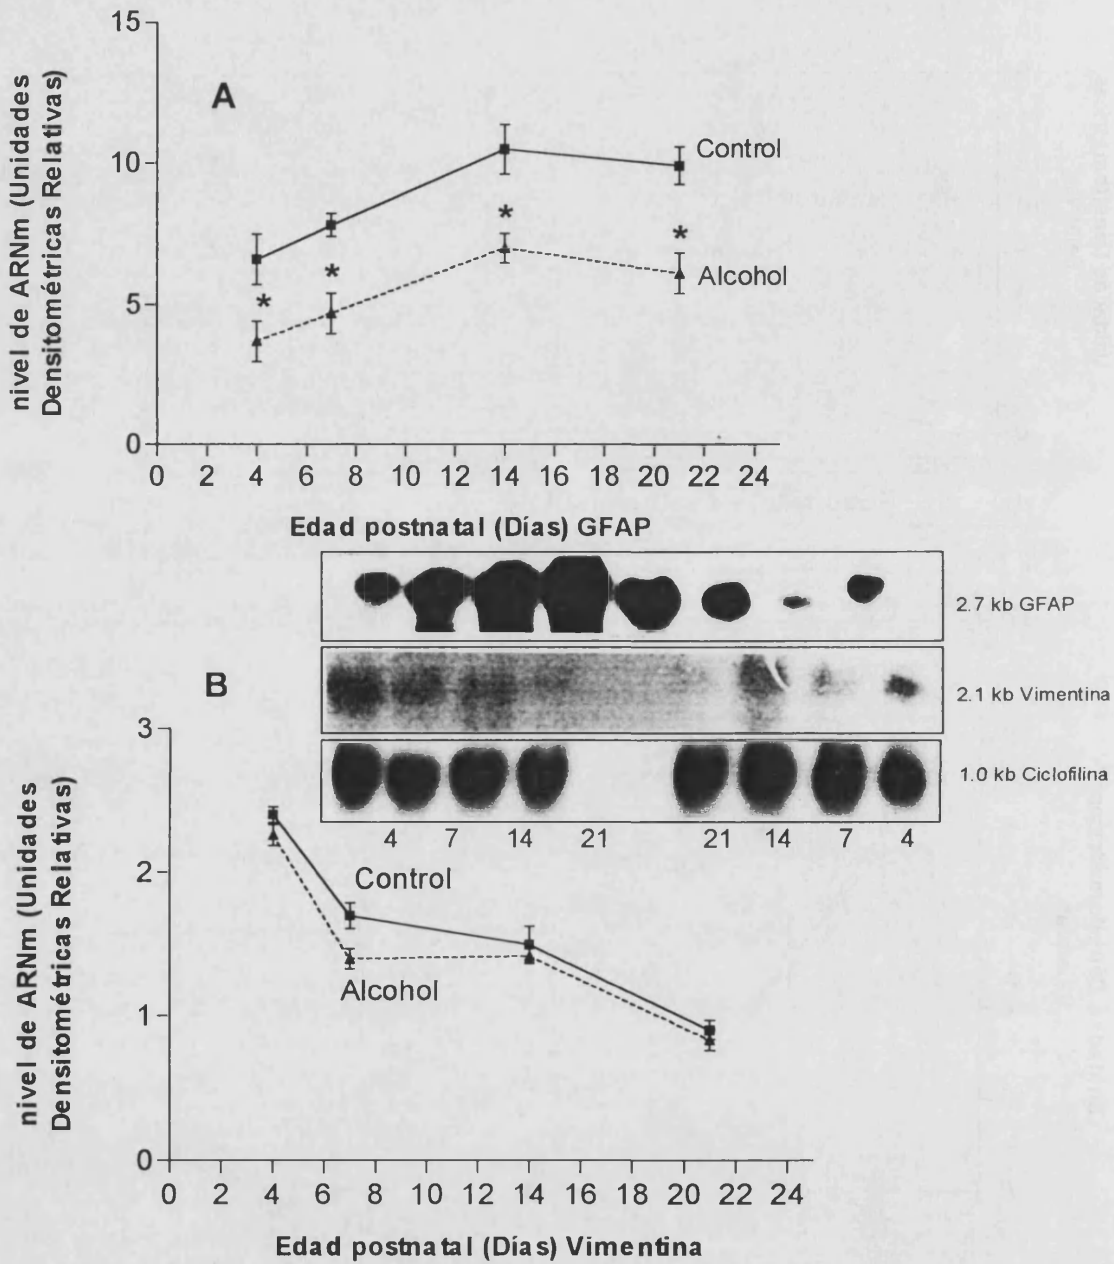 nivel de ARNm (Unidades
Densitométricas Relativas)
15
10
5
0
A
Control
*
*
*
*
Alcohol
0 2 4 6 8 10 12 14 16 18 20 22 24
Edad postnatal (Días) GFAP
2.7 kb GFAP
2.1 kb Vimentina
1.0 kb Ciclofilina
4 7 14 21 21 14 7 4
B
nivel de ARNm (Unidades
Densitométricas Relativas)
3
2
1
0
Control
Alcohol
0 2 4 6 8 10 12 14 16 18 20 22 24
Edad postnatal (Días) Vimentina